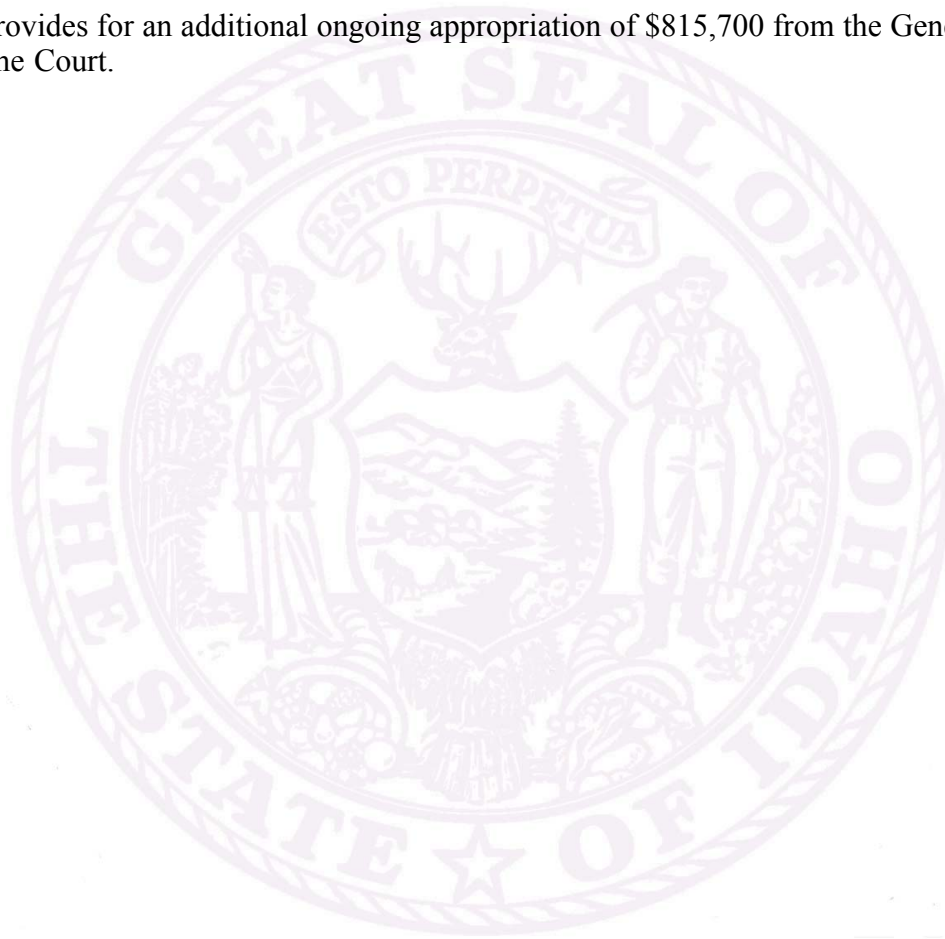 rovides for an additional ongoing appropriation of $815,700 from the Gene
ne Court.
GREAT SEAL OF
ESTO PERPETUA
THE STATE ★ OF IDAHO